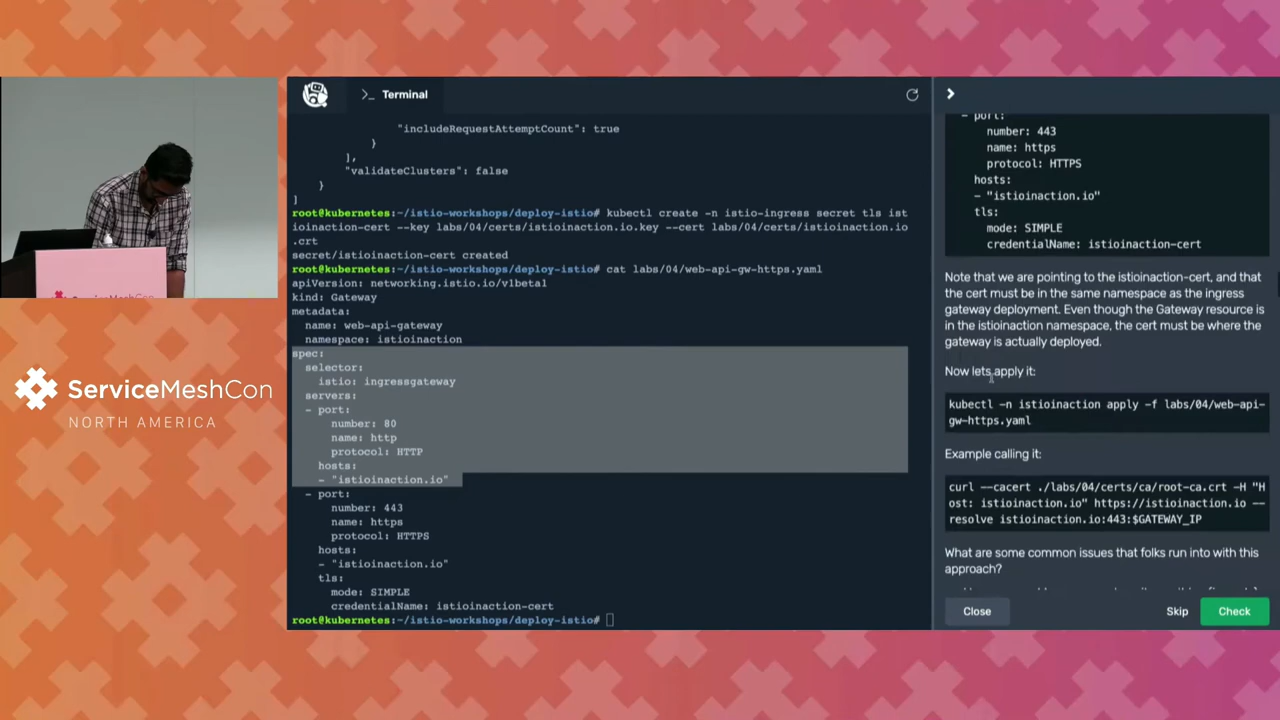 >_ Terminal
"includeRequestAttemptCount": true
}
],
"validateClusters": false
}
]
root@kubernetes:~/istio-workshops/deploy-istio# kubectl create -n istio-ingress secret tls ist
ioinaction-cert --key labs/04/certs/istioinaction.io.key --cert labs/04/certs/istioinaction.io
.crt
secret/istioinaction-cert created
root@kubernetes:~/istio-workshops/deploy-istio# cat labs/04/web-api-gw-https.yaml
apiVersion: networking.istio.io/v1beta1
kind: Gateway
metadata:
name: web-api-gateway
namespace: istioinaction
spec:
selector:
istio: ingressgateway
servers:
- port:
number: 80
name: http
protocol: HTTP
hosts:
- "istioinaction.io"
- port:
number: 443
name: https
protocol: HTTPS
hosts:
- "istioinaction.io"
tls:
mode: SIMPLE
credentialName: istioinaction-cert
root@kubernetes:~/istio-workshops/deploy-istio#
- port:
number: 443
name: https
protocol: HTTPS
hosts:
- "istioinaction.io"
tls:
mode: SIMPLE
credentialName: istioinaction-cert
Note that we are pointing to the istioinaction-cert, and that
the cert must be in the same namespace as the ingress
gateway deployment. Even though the Gateway resource is
in the istioinaction namespace, the cert must be where the
gateway is actually deployed.
Now lets apply it:
kubectl -n istioinaction apply -f labs/04/web-api-
gw-https.yaml
Example calling it:
curl --cacert ./labs/04/certs/ca/root-ca.crt -H "H
ost: istioinaction.io" https://istioinaction.io --
resolve istioinaction.io:443:$GATEWAY_IP
What are some common issues that folks run into with this
approach?
Close
Skip
Check
ServiceMeshCon
NORTH AMERICA
ServiceMeshCon